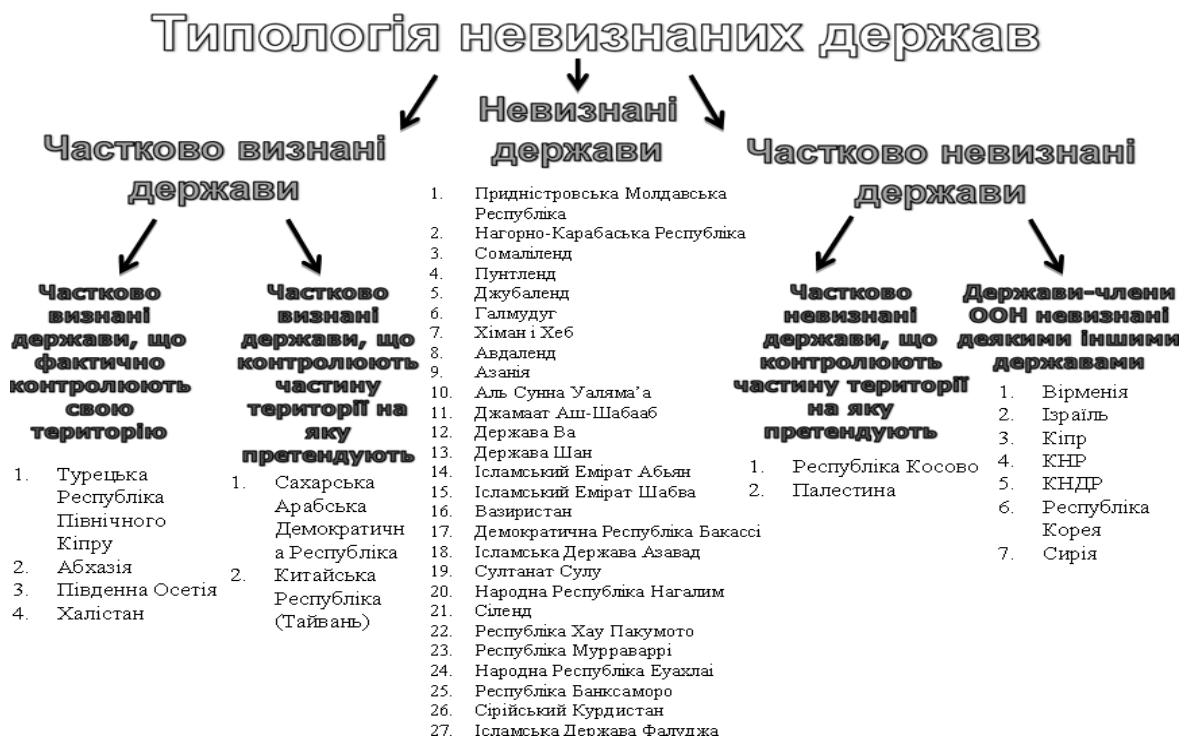 Типологія невизнаних держав
Частково визнані
держави
Частково
визнані
держави, що
фактично
контролюють
свою
територію
1. Турецька
Республіка
Північного
Кіпру
2. Абхазія
3. Південна Осетія
4. Халістан
Частково
визнані
держави, що
контролюють
частину
території на
яку
претендують
1. Сахарська
Арабська
Демократичн
а Республіка
2. Китайська
Республіка
(Тайвань)
Невизнані
держави
1. Придністровська Молдавська
Республіка
2. Нагорно-Карабаська Республіка
3. Сомаліленд
4. Пунтленд
5. Джубаленд
6. Галмудуг
7. Хіман і Хеб
8. Авдаленд
9. Азанія
10. Аль Сунна Уаляма’а
11. Джамаат Аш-Шабааб
12. Держава Ва
13. Держава Шан
14. Ісламський Емірат Абьян
15. Ісламський Емірат Шабва
16. Вазиристан
17. Демократична Республіка Бакассі
18. Ісламська Держава Азавад
19. Султанат Сулу
20. Народна Республіка Нагалим
21. Сіленд
22. Республіка Хау Пакумото
23. Республіка Мурраваррі
24. Народна Республіка Еуахлаі
25. Республіка Банксаморо
26. Сірійський Курдистан
27. Ісламська Держава Фалуджа
Частково невизнані
держави
Частково
невизнані
держави, що
контролюють
частину території
на яку
претендують
1. Республіка Косово
2. Палестина
Держави-члени
ООН невизнані
деякими іншими
державами
1. Вірменія
2. Ізраїль
3. Кіпр
4. КНР
5. КНДР
6. Республіка
Корея
7. Сирія